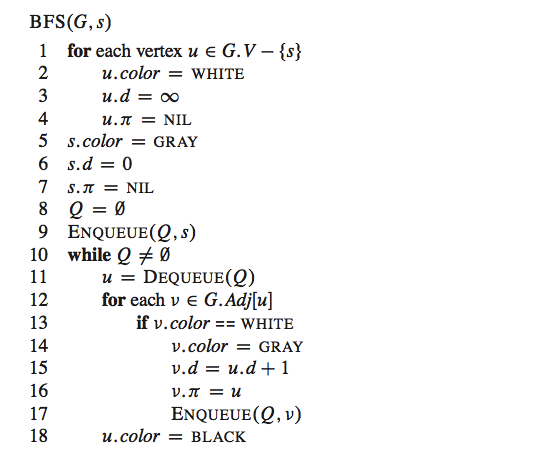 BFS(G, s)
1 for each vertex u ∈ G.V − {s}
2 u.color = WHITE
3 u.d = ∞
4 u.π = NIL
5 s.color = GRAY
6 s.d = 0
7 s.π = NIL
8 Q = Ø
9 ENQUEUE(Q, s)
10 while Q ≠ Ø
11 u = DEQUEUE(Q)
12 for each v ∈ G.Adj[u]
13 if v.color == WHITE
14 v.color = GRAY
15 v.d = u.d + 1
16 v.π = u
17 ENQUEUE(Q, v)
18 u.color = BLACK